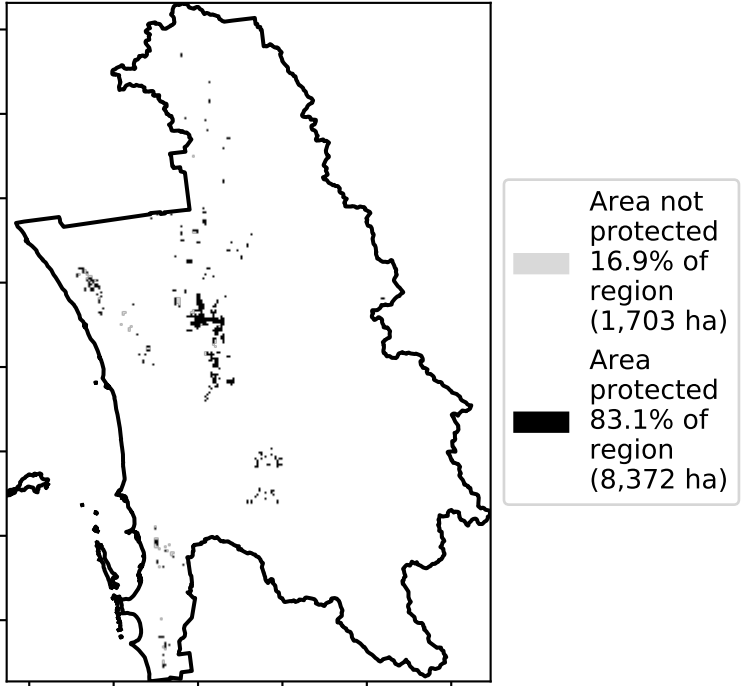 Area not
protected
16.9% of
region
(1,703 ha)
Area
protected
83.1% of
region
(8,372 ha)